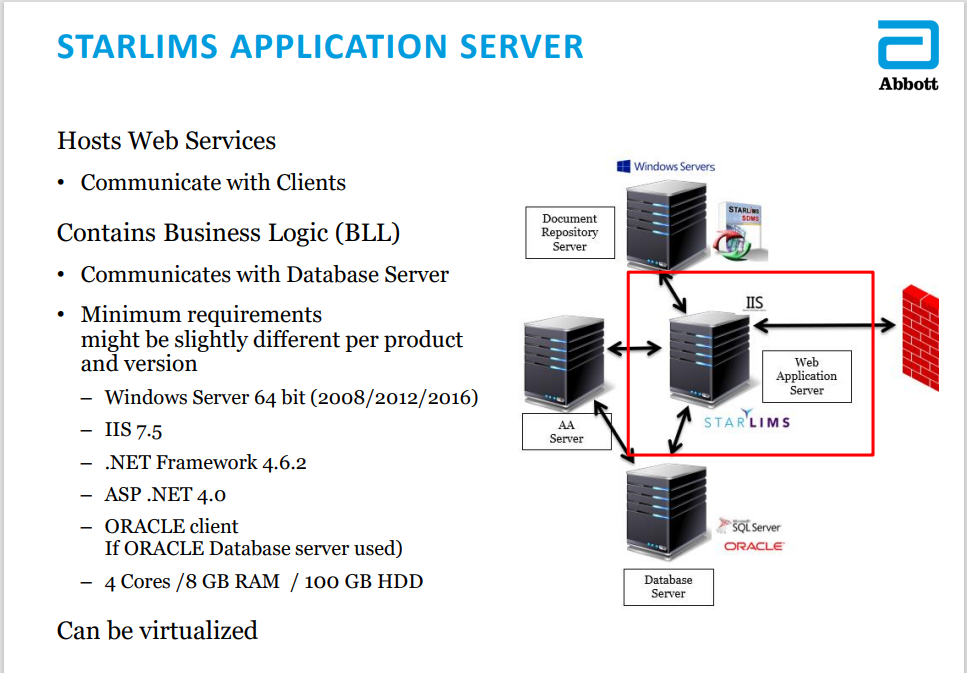 STARLIMS APPLICATION SERVER
Abbott
Hosts Web Services
• Communicate with Clients
Contains Business Logic (BLL)
• Communicates with Database Server
• Minimum requirements
might be slightly different per product
and version
– Windows Server 64 bit (2008/2012/2016)
– IIS 7.5
– .NET Framework 4.6.2
– ASP .NET 4.0
– ORACLE client
If ORACLE Database server used)
– 4 Cores /8 GB RAM / 100 GB HDD
Can be virtualized
Windows Servers
Document
Repository
Server
STARLIMS
SDMS
IIS
Web
Application
Server
STARLIMS
AA
Server
Microsoft
SQL Server
ORACLE
Database
Server